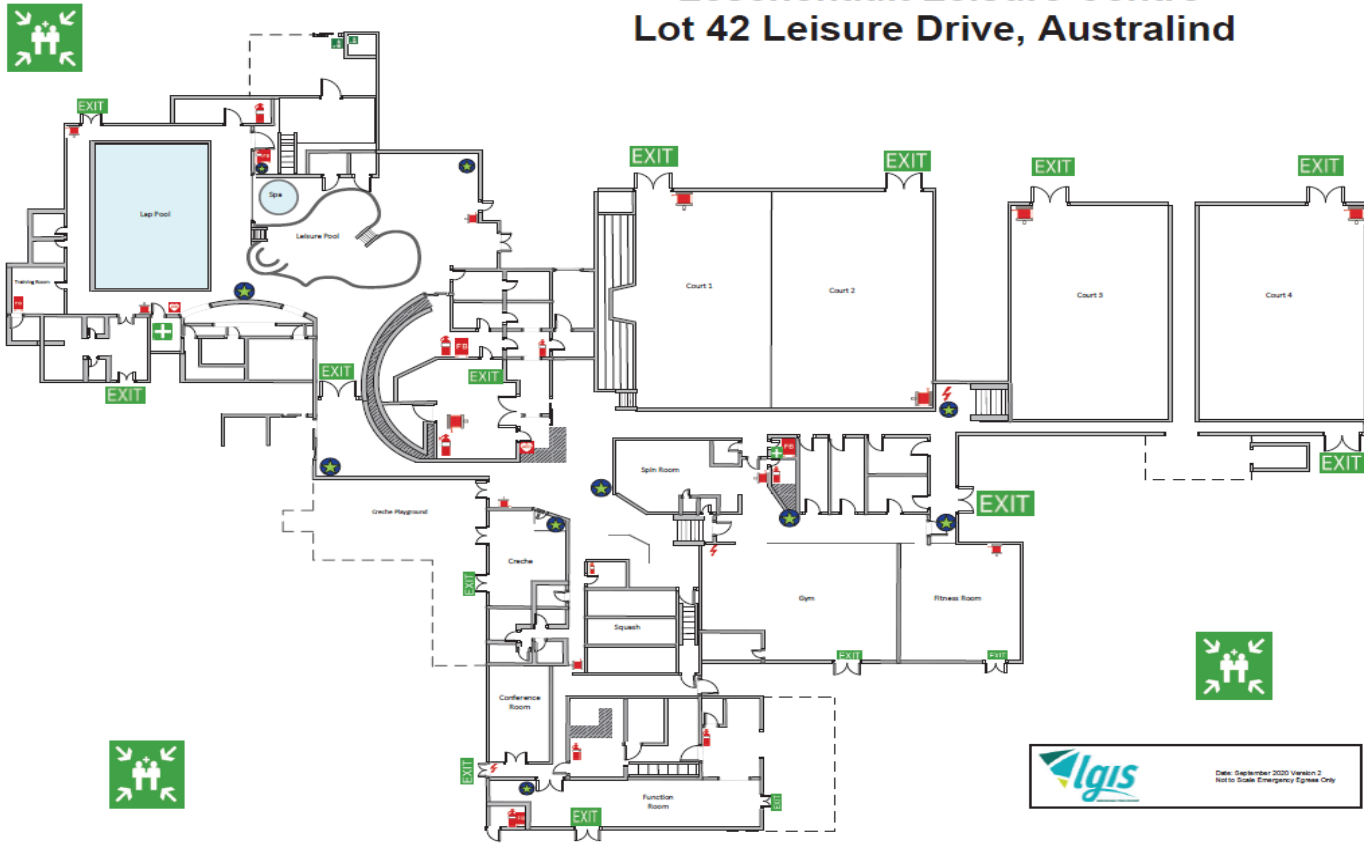 Lot 42 Leisure Drive, Australind
EXIT
EXIT
EXIT
EXIT
EXIT
Spa
Lap Pool
Leisure Pool
Training Room
FB
Court 1
Court 2
Court 3
Court 4
FB
EXIT
EXIT
EXIT
EXIT
Spin Room
FB
EXIT
Creche Playground
Creche
EXIT
Gym
Fitness Room
Squash
EXIT
EXIT
Conference
Room
EXIT
Function
Room
EXIT
EXIT
FB
lgis
Date: September 2020 Version 2
Not to Scale Emergency Egress Only